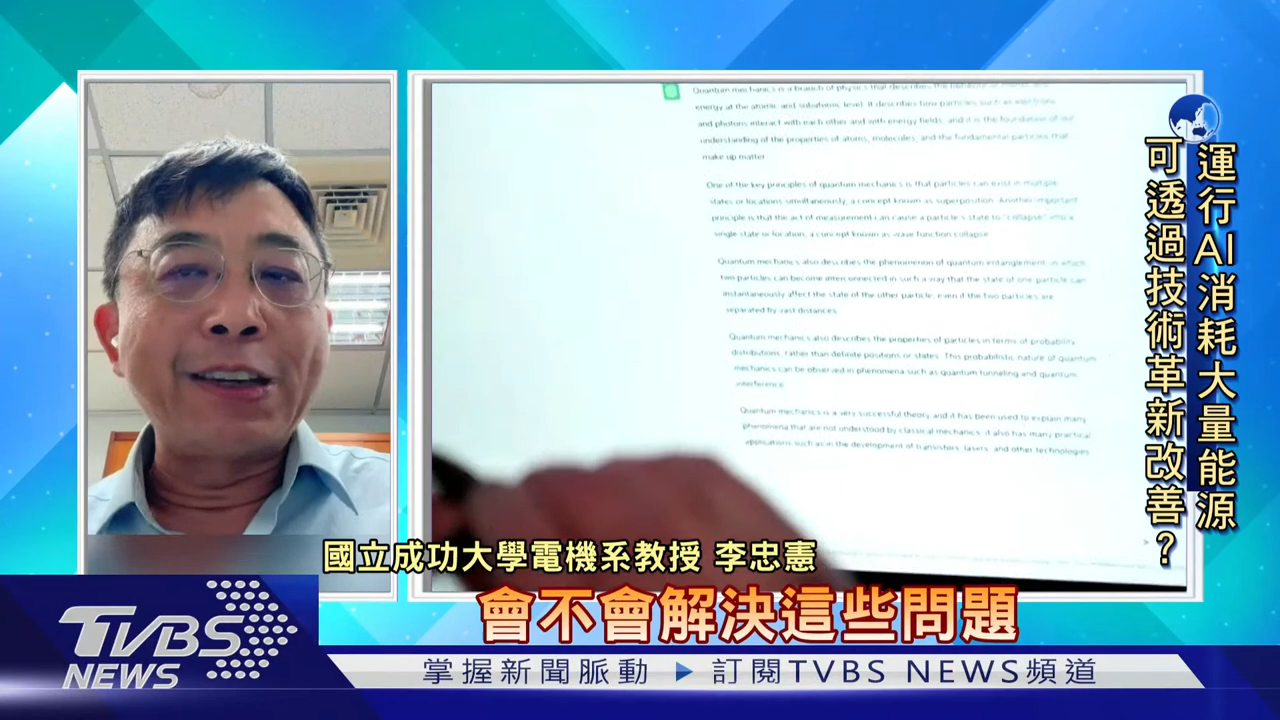 Quantum mechanics is a branch of physics that describes the behavior of matter and
energy at the atomic and subatomic level. It describes how particles such as electrons
and photons interact with each other and with energy fields, and it is the foundation of our
understanding of the properties of atoms, molecules, and the fundamental particles that
make up matter.
One of the key principles of quantum mechanics is that particles can exist in multiple
states or locations simultaneously, a concept known as superposition. Another important
principle is that the act of measurement can cause a particle's state to "collapse" into a
single state or location, a concept known as wave function collapse.
Quantum mechanics also describes the phenomenon of quantum entanglement, in which
two particles can become interconnected in such a way that the state of one particle can
instantaneously affect the state of the other particle, even if the two particles are
separated by vast distances.
Quantum mechanics also describes the properties of particles in terms of probability
distributions, rather than definite positions or states. This probabilistic nature of quantum
mechanics can be observed in phenomena such as quantum tunneling and quantum
interference.
Quantum mechanics is a very successful theory and it has been used to explain many
phenomena that are not understood by classical mechanics. It also has many practical
applications such as in the development of transistors, lasers, and other technologies
運行AI消耗大量能源
可透過技術革新改善？
國立成功大學電機系教授 李忠憲
會不會解決這些問題
TVBS
NEWS
掌握新聞脈動 ▶ 訂閱TVBS NEWS頻道